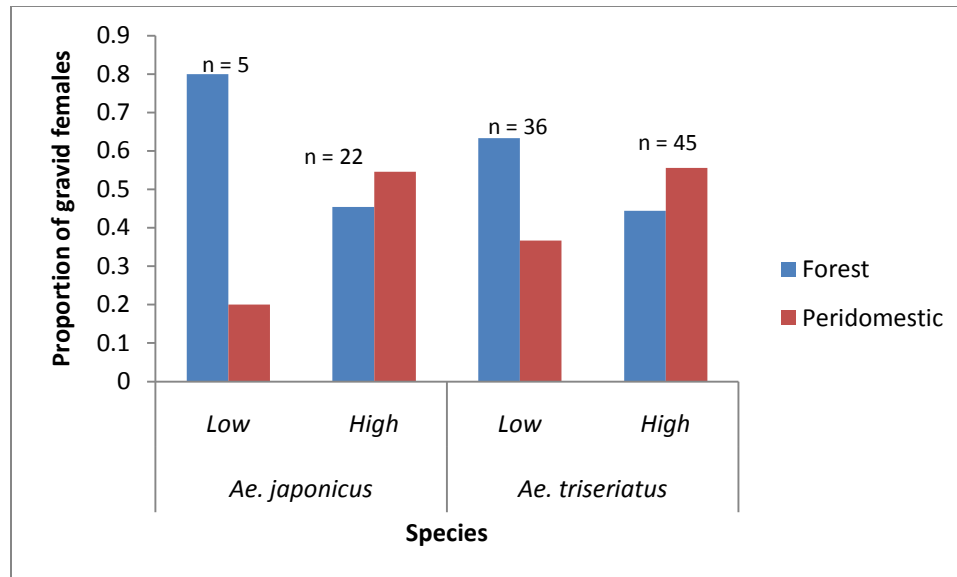 Proportion of gravid females
0.9
0.8
0.7
0.6
0.5
0.4
0.3
0.2
0.1
0
n = 5
n = 22
n = 36
n = 45
Low
High
Low
High
Ae. japonicus
Ae. triseriatus
Species
Forest
Peridomestic